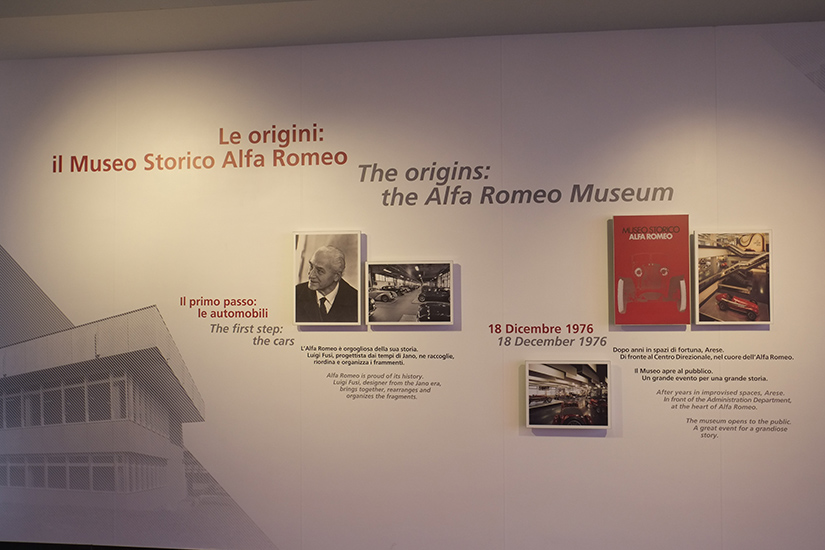 Le origini:
il Museo Storico Alfa Romeo
The origins:
the Alfa Romeo Museum
Il primo passo:
le automobili
The first step:
the cars
L'Alfa Romeo è orgogliosa della sua storia.
Luigi Fusi, progettista dai tempi di Jano, ne raccoglie,
riordina e organizza i frammenti.
Alfa Romeo is proud of its history.
Luigi Fusi, designer from the Jano era,
brings together, rearranges and
organizes the fragments.
MUSEO STORICO
ALFA ROMEO
18 Dicembre 1976
18 December 1976
Dopo anni in spazi di fortuna, Arese.
Di fronte al Centro Direzionale, nel cuore dell'Alfa Romeo.
Il Museo apre al pubblico.
Un grande evento per una grande storia.
After years in improvised spaces, Arese.
In front of the Administration Department,
at the heart of Alfa Romeo.
The museum opens to the public.
A great event for a grandiose
story.